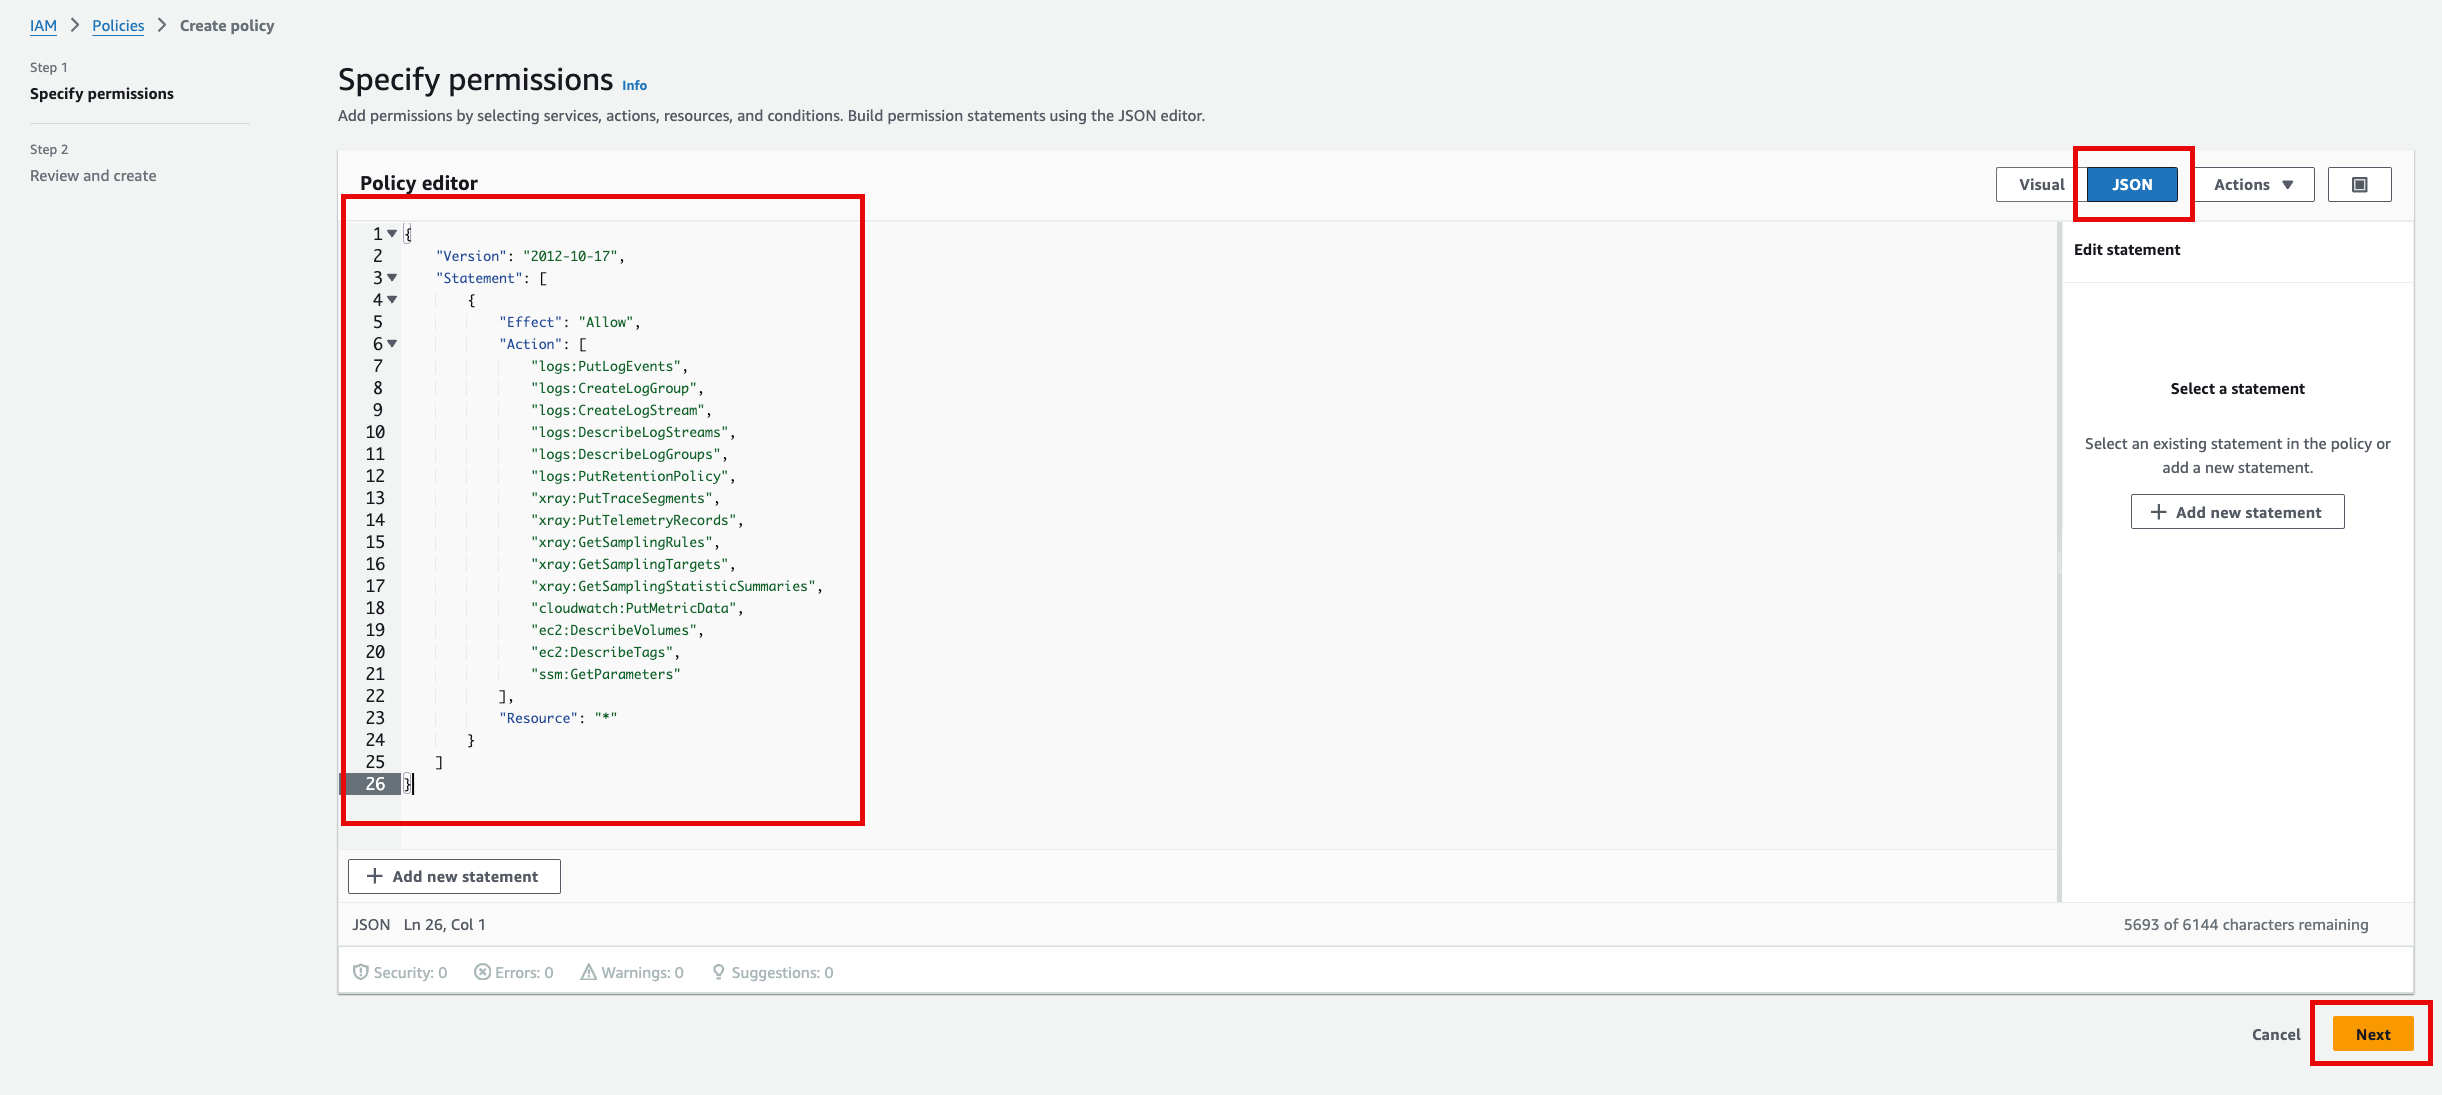 IAM > Policies > Create policy
Step 1
Specify permissions
Step 2
Review and create
Specify permissions Info
Add permissions by selecting services, actions, resources, and conditions. Build permission statements using the JSON editor.
Policy editor
Visual JSON Actions
1 {
2 "Version": "2012-10-17",
3 "Statement": [
4 {
5 "Effect": "Allow",
6 "Action": [
7 "logs:PutLogEvents",
8 "logs:CreateLogGroup",
9 "logs:CreateLogStream",
10 "logs:DescribeLogStreams",
11 "logs:DescribeLogGroups",
12 "logs:PutRetentionPolicy",
13 "xray:PutTraceSegments",
14 "xray:PutTelemetryRecords",
15 "xray:GetSamplingRules",
16 "xray:GetSamplingTargets",
17 "xray:GetSamplingStatisticSummaries",
18 "cloudwatch:PutMetricData",
19 "ec2:DescribeVolumes",
20 "ec2:DescribeTags",
21 "ssm:GetParameters"
22 ],
23 "Resource": "*"
24 }
25 ]
26 }
Edit statement
Select a statement
Select an existing statement in the policy or
add a new statement.
+ Add new statement
+ Add new statement
JSON Ln 26, Col 1
5693 of 6144 characters remaining
Security: 0 Errors: 0 Warnings: 0 Suggestions: 0
Cancel Next